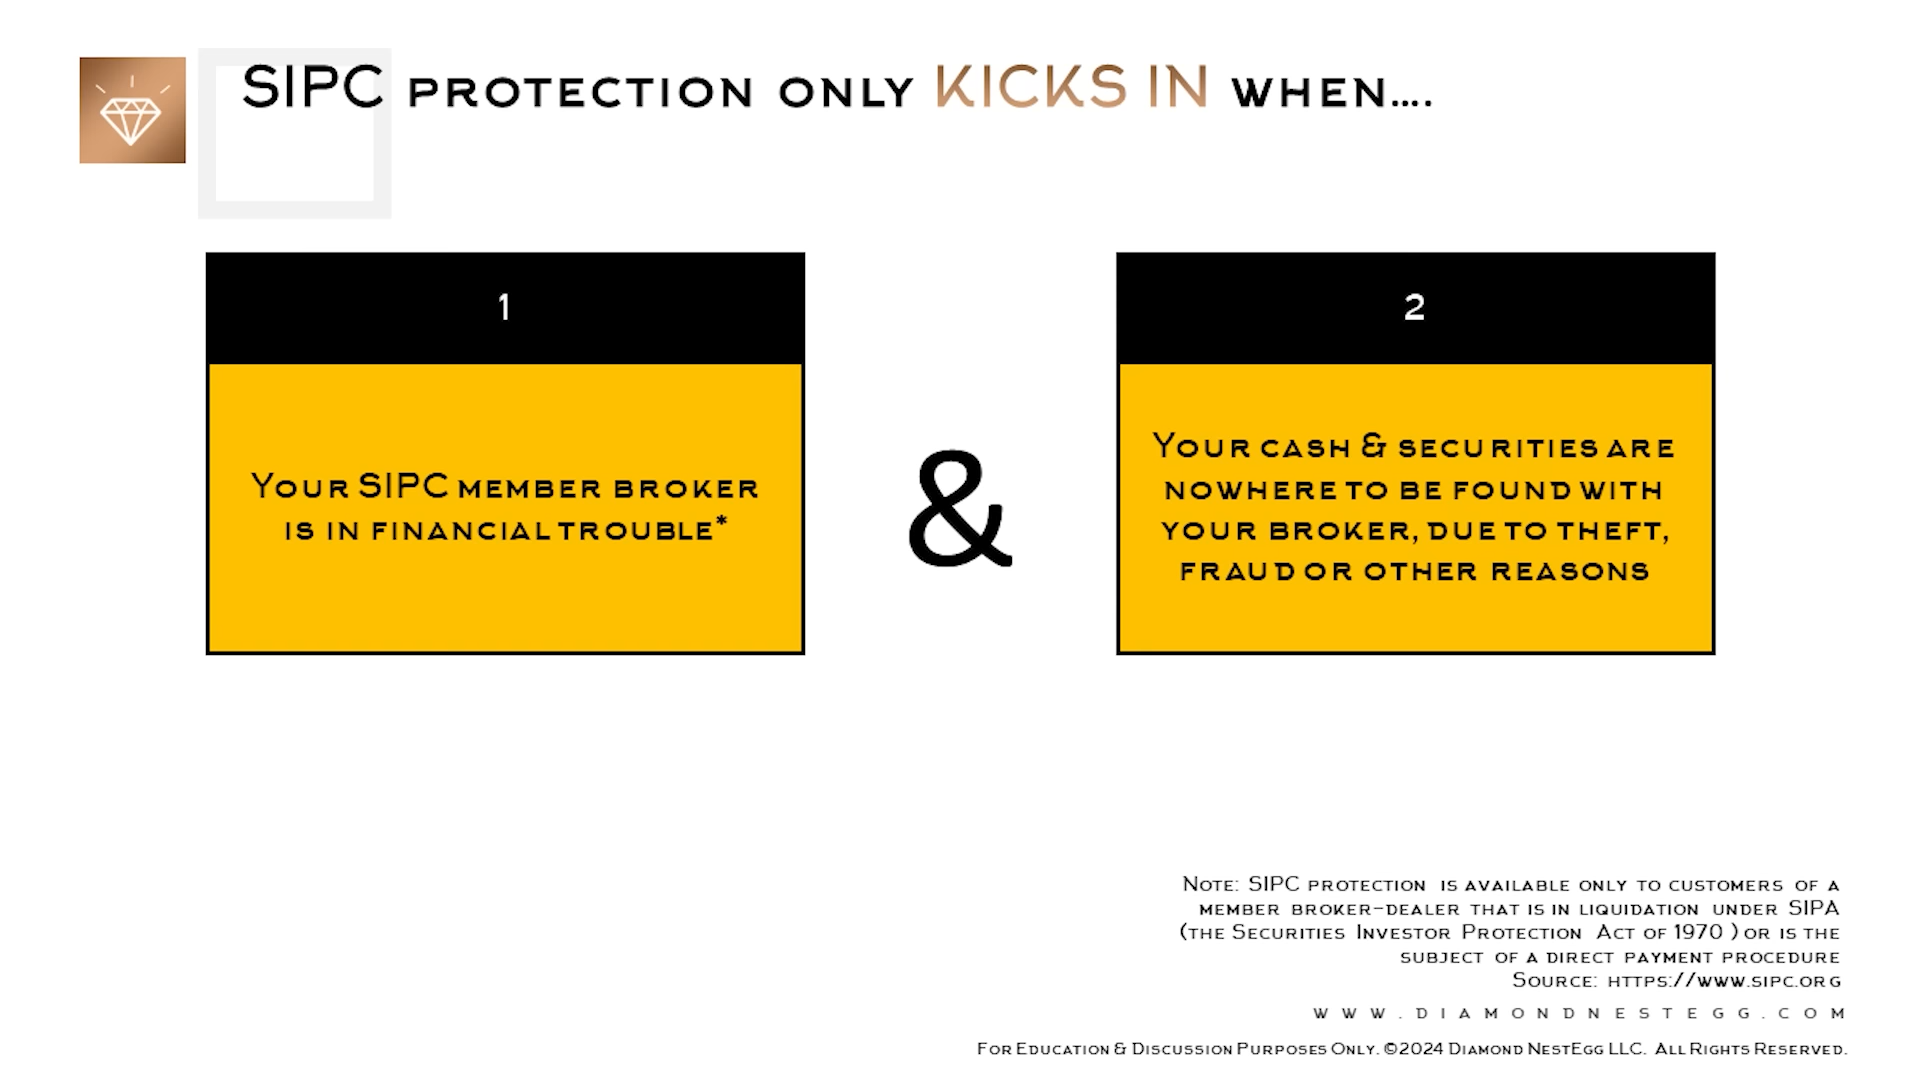 SIPC PROTECTION ONLY KICKS IN WHEN....
1
YOUR SIPC MEMBER BROKER
IS IN FINANCIAL TROUBLE*
&
2
YOUR CASH & SECURITIES ARE
NOWHERE TO BE FOUND WITH
YOUR BROKER, DUE TO THEFT,
FRAUD OR OTHER REASONS
NOTE: SIPC PROTECTION IS AVAILABLE ONLY TO CUSTOMERS OF A
MEMBER BROKER-DEALER THAT IS IN LIQUIDATION UNDER SIPA
(THE SECURITIES INVESTOR PROTECTION ACT OF 1970 ) OR IS THE
SUBJECT OF A DIRECT PAYMENT PROCEDURE
SOURCE: HTTPS://WWW.SIPC.ORG
WWW.DIAMONDNESTEGG.COM
FOR EDUCATION & DISCUSSION PURPOSES ONLY. ©2024 DIAMOND NESTEGG LLC. ALL RIGHTS RESERVED.